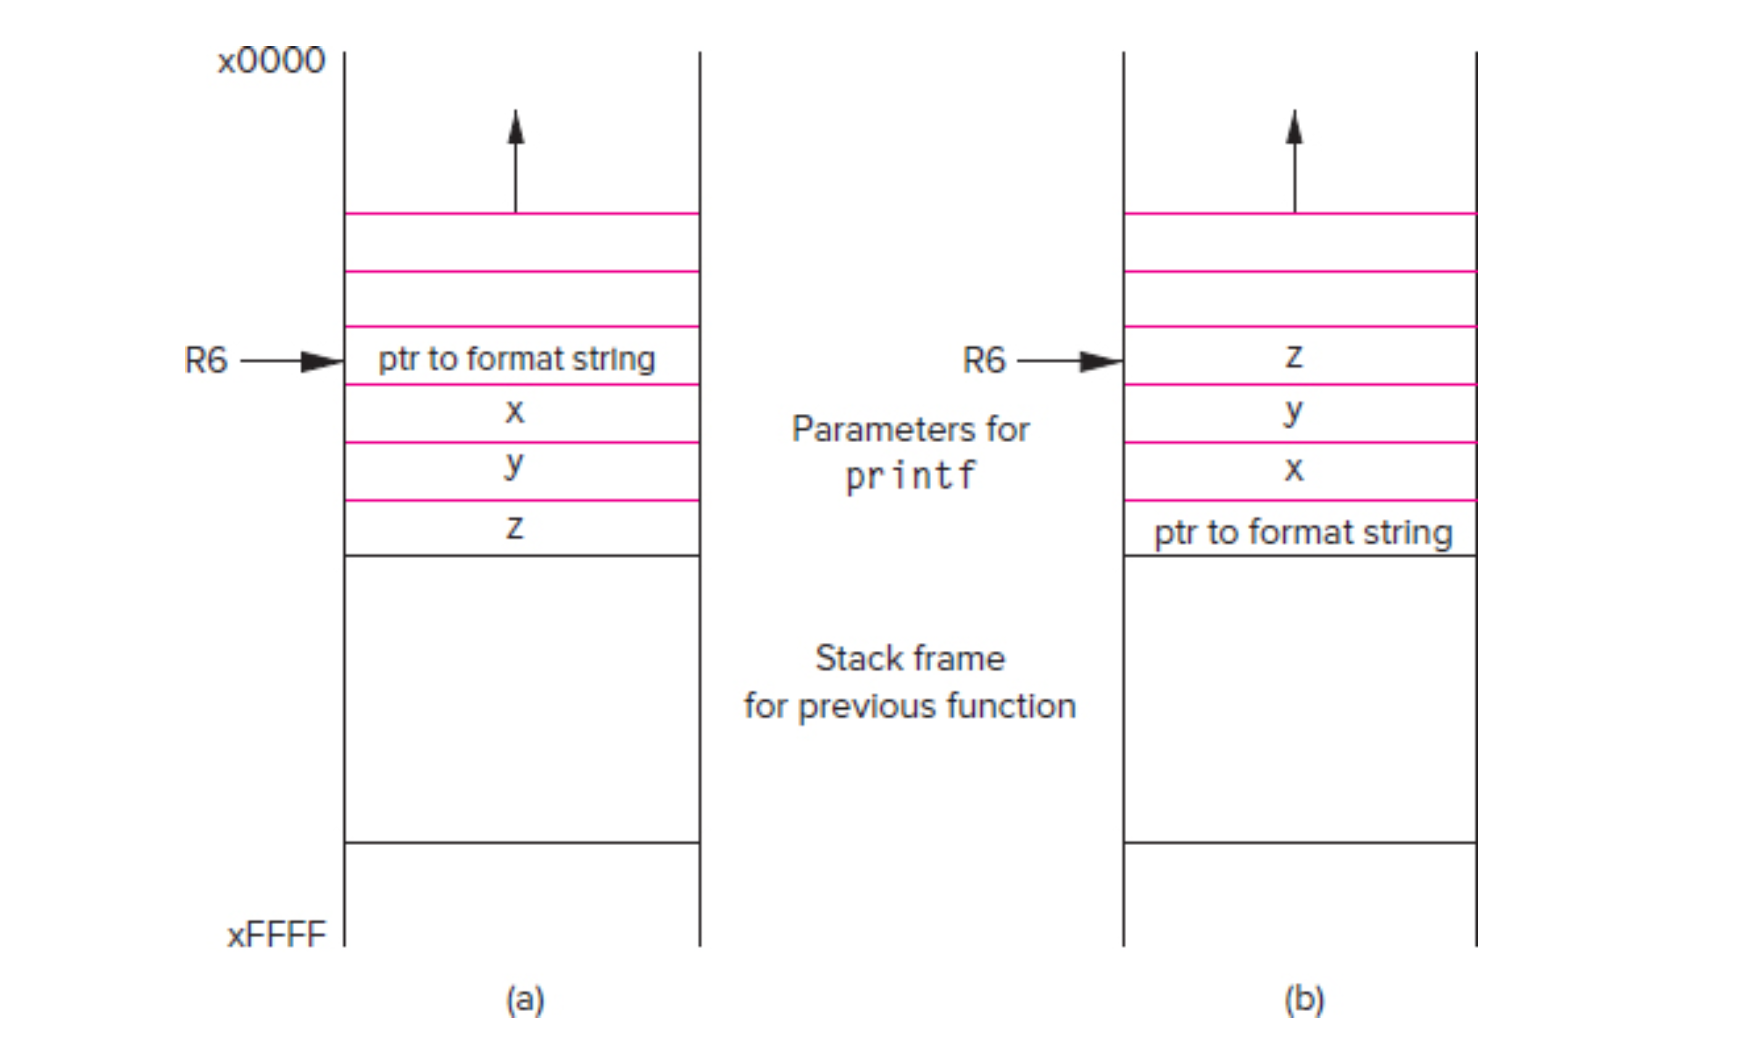 x0000
R6
ptr to format string
x
y
z
xFFFF
(a)
Parameters for
printf
Stack frame
for previous function
R6
z
y
x
ptr to format string
(b)